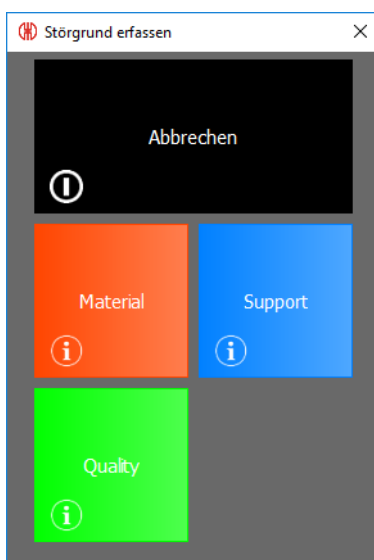 Störgrund erfassen
Abbrechen
Material
Support
Quality